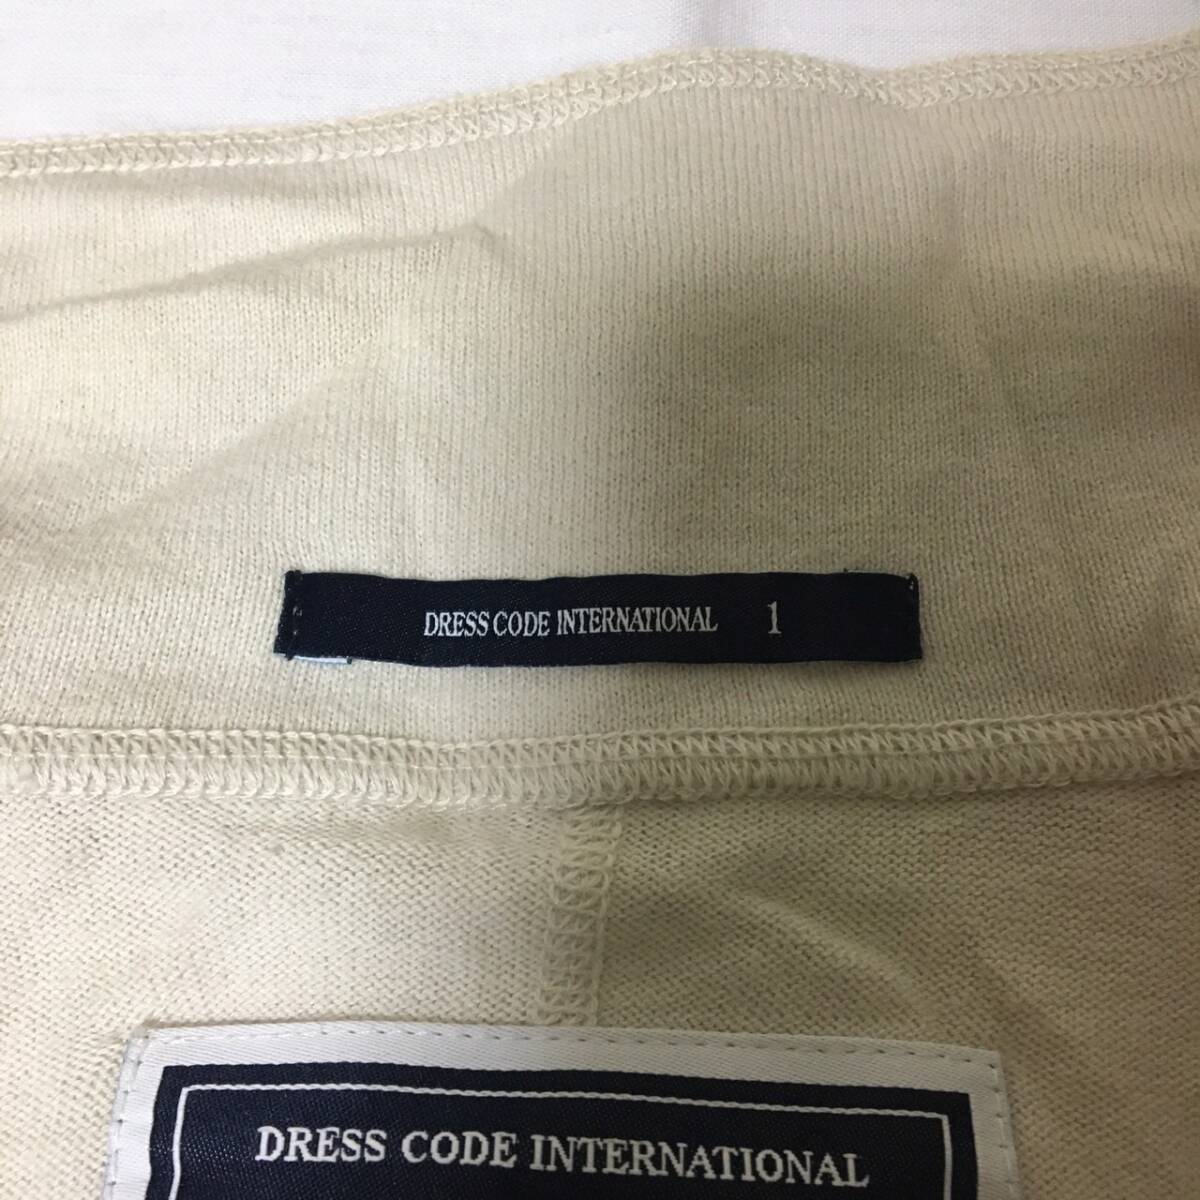 DRESS CODE INTERNATIONAL 1
DRESS CODE INTERNATIONAL